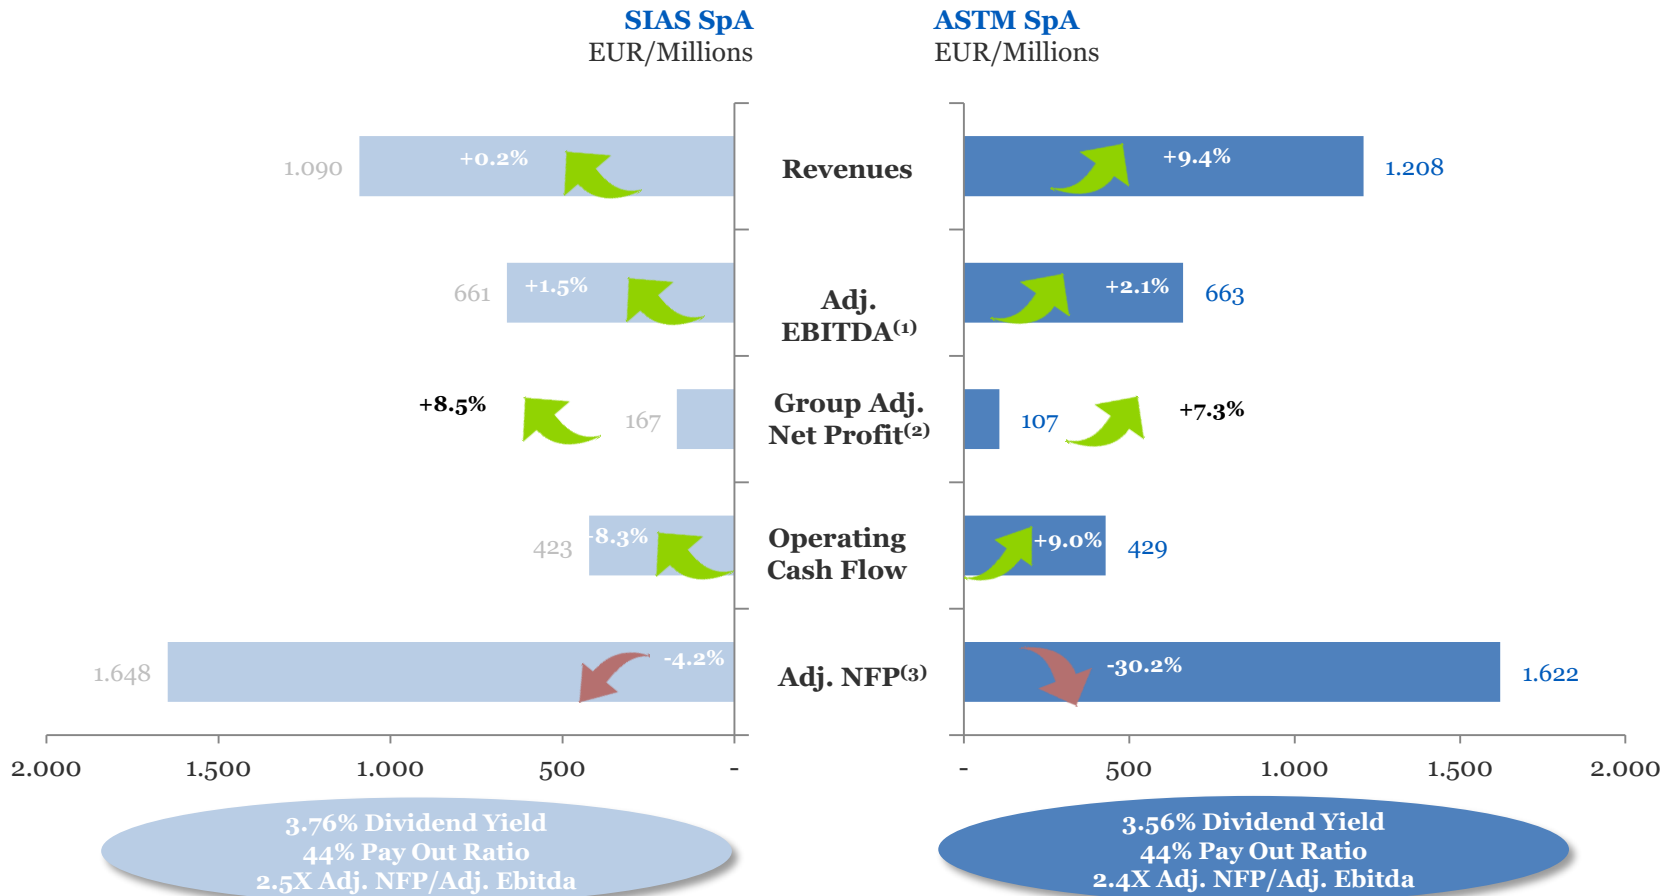 SIAS SpA
EUR/Millions
ASTM SpA
EUR/Millions
1.090
+0.2%
Revenues
+9.4%
1.208
661
+1.5%
Adj.
EBITDA(1)
+2.1%
663
+8.5%
167
Group Adj.
Net Profit(2)
107
+7.3%
423
-8.3%
Operating
Cash Flow
+9.0%
429
1.648
-4.2%
Adj. NFP(3)
-30.2%
1.622
2.000 1.500 1.000 500 -
- 500 1.000 1.500 2.000
3.76% Dividend Yield
44% Pay Out Ratio
2.5X Adj. NFP/Adj. Ebitda
3.56% Dividend Yield
44% Pay Out Ratio
2.4X Adj. NFP/Adj. Ebitda